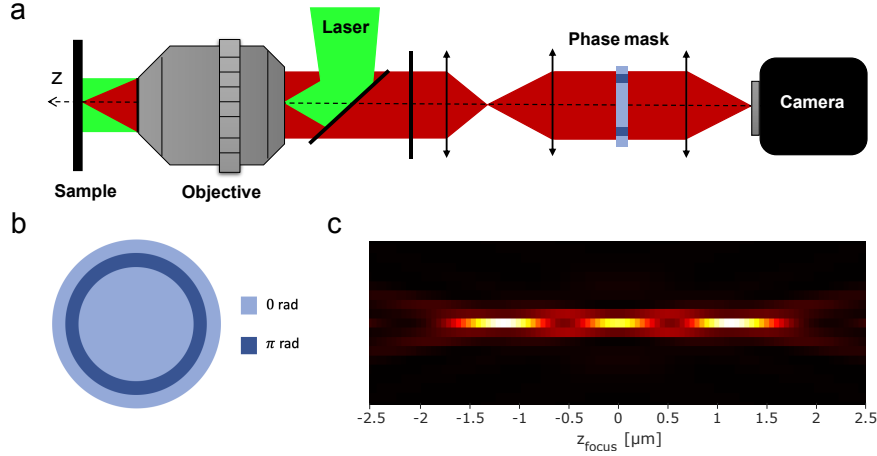 a
Laser
Phase mask
z
Camera
Sample
Objective
b
c
0 rad
π rad
-2.5 -2 -1.5 -1 -0.5 0 0.5 1 1.5 2 2.5
z_focus [µm]